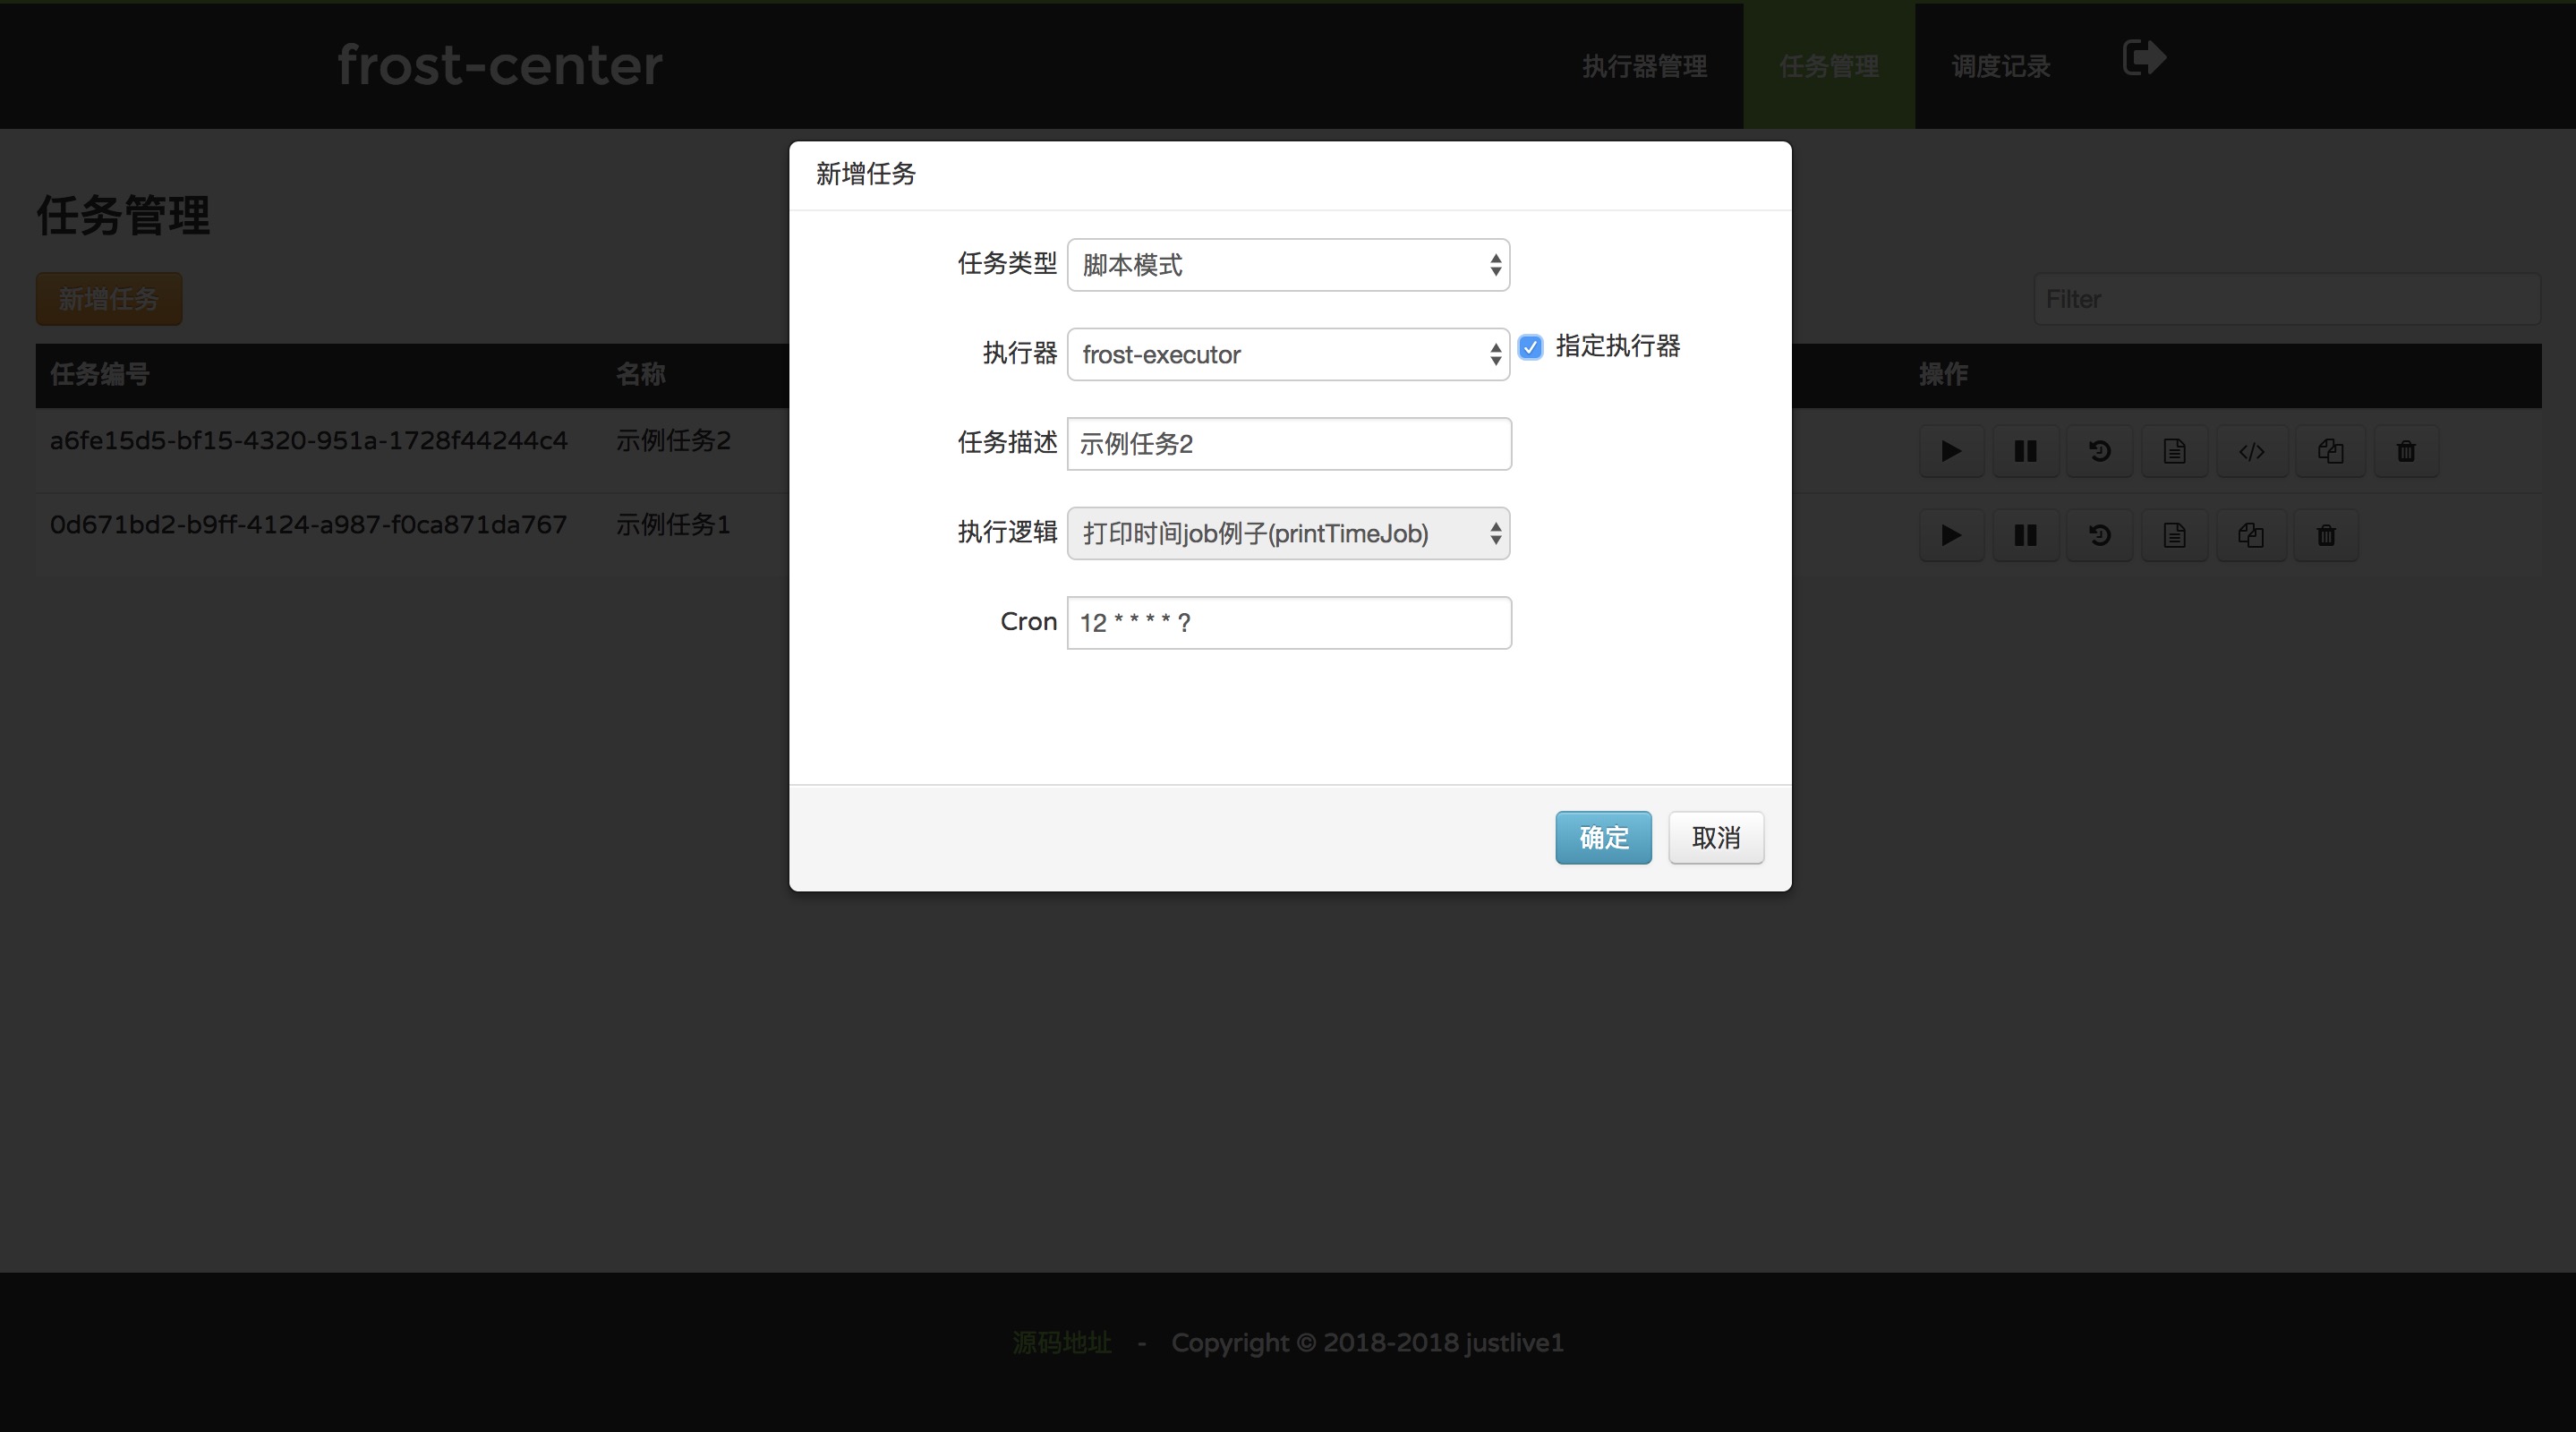 frost-center
执行器管理
任务管理
调度记录
任务管理
新增任务
Filter
任务编号 名称 操作
a6fe15d5-bf15-4320-951a-1728f44244c4 示例任务2
0d671bd2-b9ff-4124-a987-f0ca871da767 示例任务1
新增任务
任务类型 脚本模式
执行器 frost-executor 指定执行器
任务描述 示例任务2
执行逻辑 打印时间job例子(printTimeJob)
Cron 12 * * * * ?
确定 取消
源码地址 - Copyright © 2018-2018 justlive1